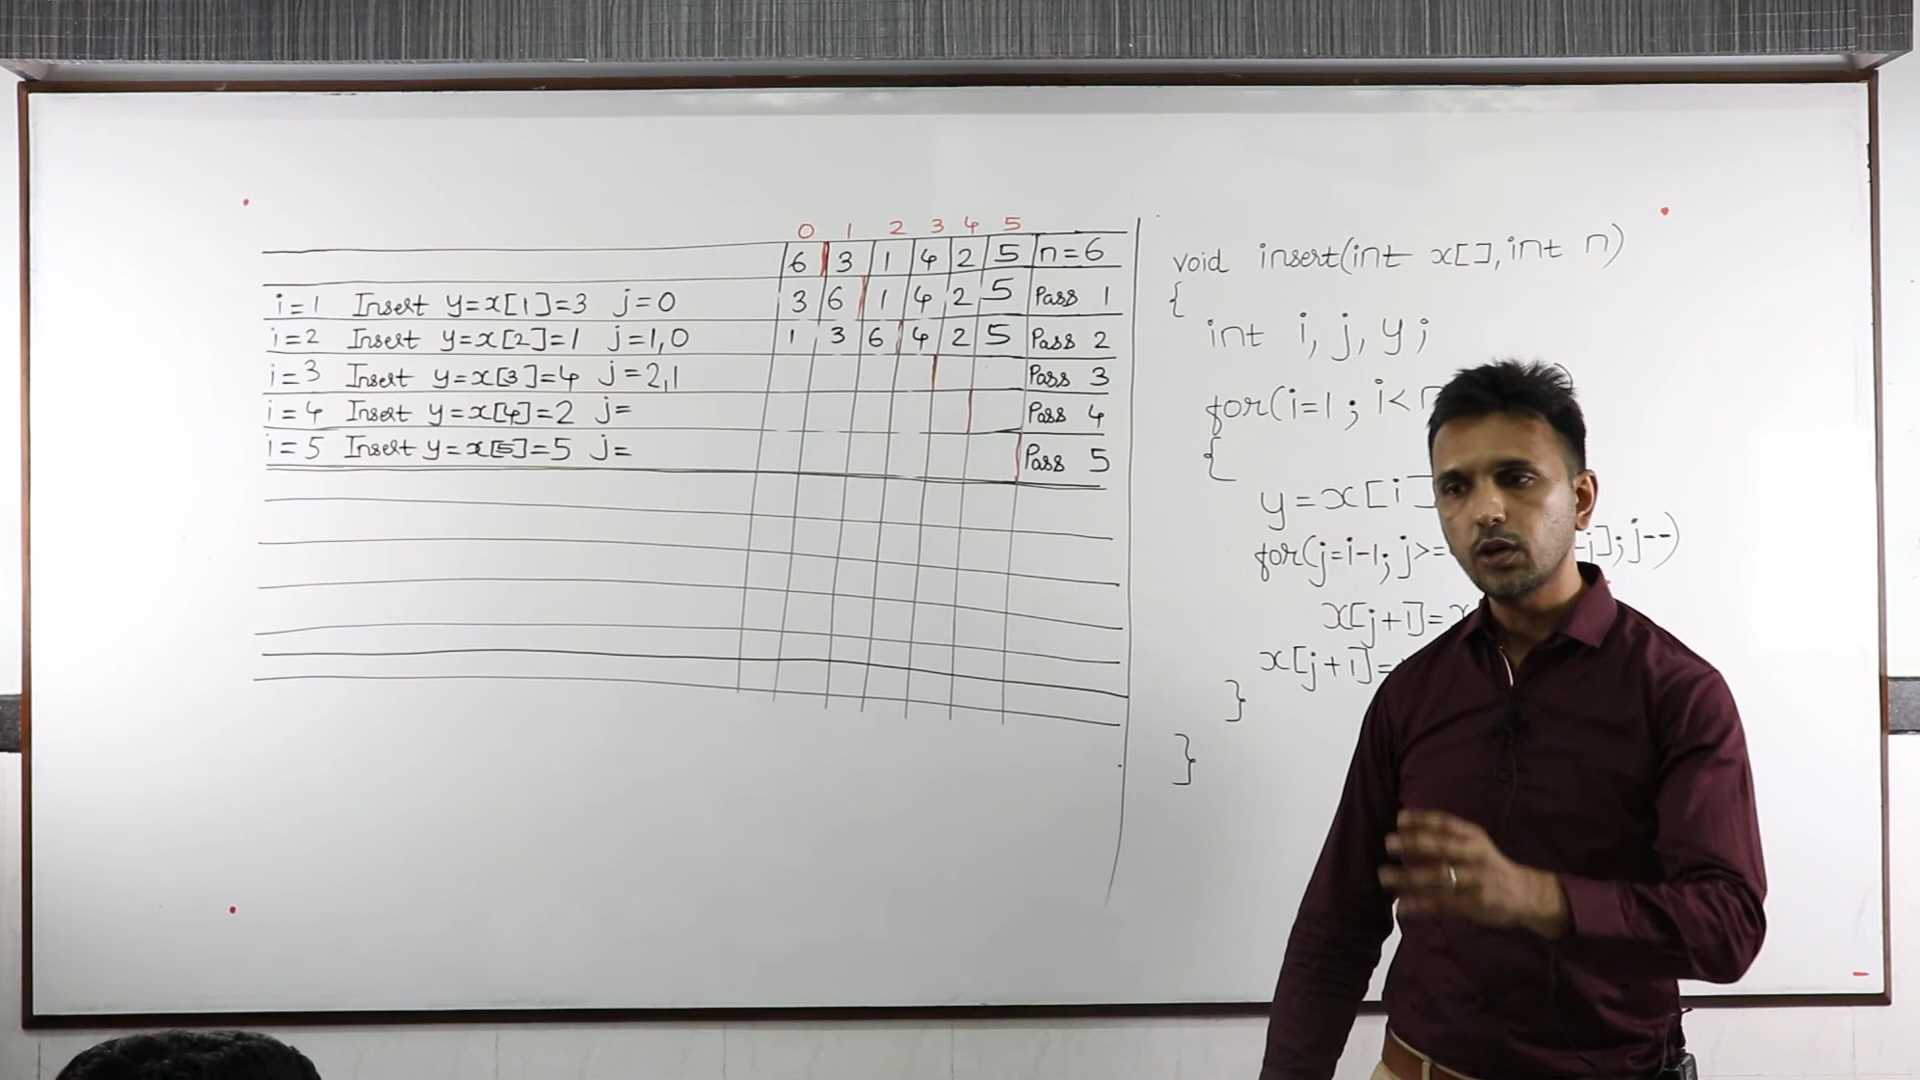 0 1 2 3 4 5
6 3 1 4 2 5 n=6
i=1 Insert y=x[1]=3 j=0 3 6 1 4 2 5 Pass 1
i=2 Insert y=x[2]=1 j=1,0 1 3 6 4 2 5 Pass 2
i=3 Insert y=x[3]=4 j=2,1 Pass 3
i=4 Insert y=x[4]=2 j= Pass 4
i=5 Insert y=x[5]=5 j= Pass 5
void insert(int x[], int n)
{
int i, j, y;
for(i=1; i<
{
y=x[i]
for(j=i-1; j>= ; j--)
x[j+1]=
x[j+1]=
}
}